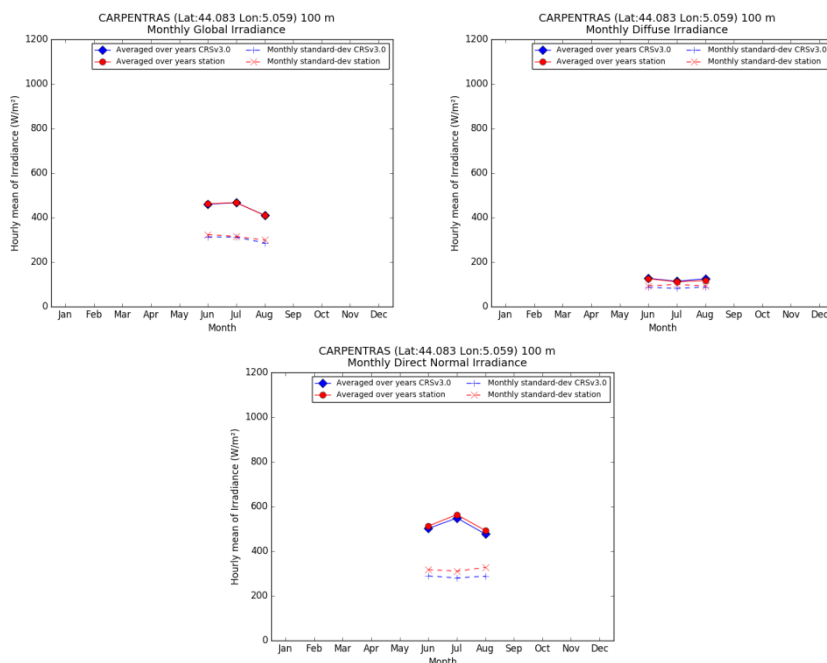 CARPENTRAS (Lat:44.083 Lon:5.059) 100 m
Monthly Global Irradiance
Averaged over years CRSv3.0
Monthly standard-dev CRSv3.0
Averaged over years station
Monthly standard-dev station
Hourly mean of Irradiance (W/m²)
1200
1000
800
600
400
200
0
Jan Feb Mar Apr May Jun Jul Aug Sep Oct Nov Dec
Month
CARPENTRAS (Lat:44.083 Lon:5.059) 100 m
Monthly Diffuse Irradiance
Averaged over years CRSv3.0
Monthly standard-dev CRSv3.0
Averaged over years station
Monthly standard-dev station
Hourly mean of Irradiance (W/m²)
1200
1000
800
600
400
200
0
Jan Feb Mar Apr May Jun Jul Aug Sep Oct Nov Dec
Month
CARPENTRAS (Lat:44.083 Lon:5.059) 100 m
Monthly Direct Normal Irradiance
Averaged over years CRSv3.0
Monthly standard-dev CRSv3.0
Averaged over years station
Monthly standard-dev station
Hourly mean of Irradiance (W/m²)
1200
1000
800
600
400
200
0
Jan Feb Mar Apr May Jun Jul Aug Sep Oct Nov Dec
Month